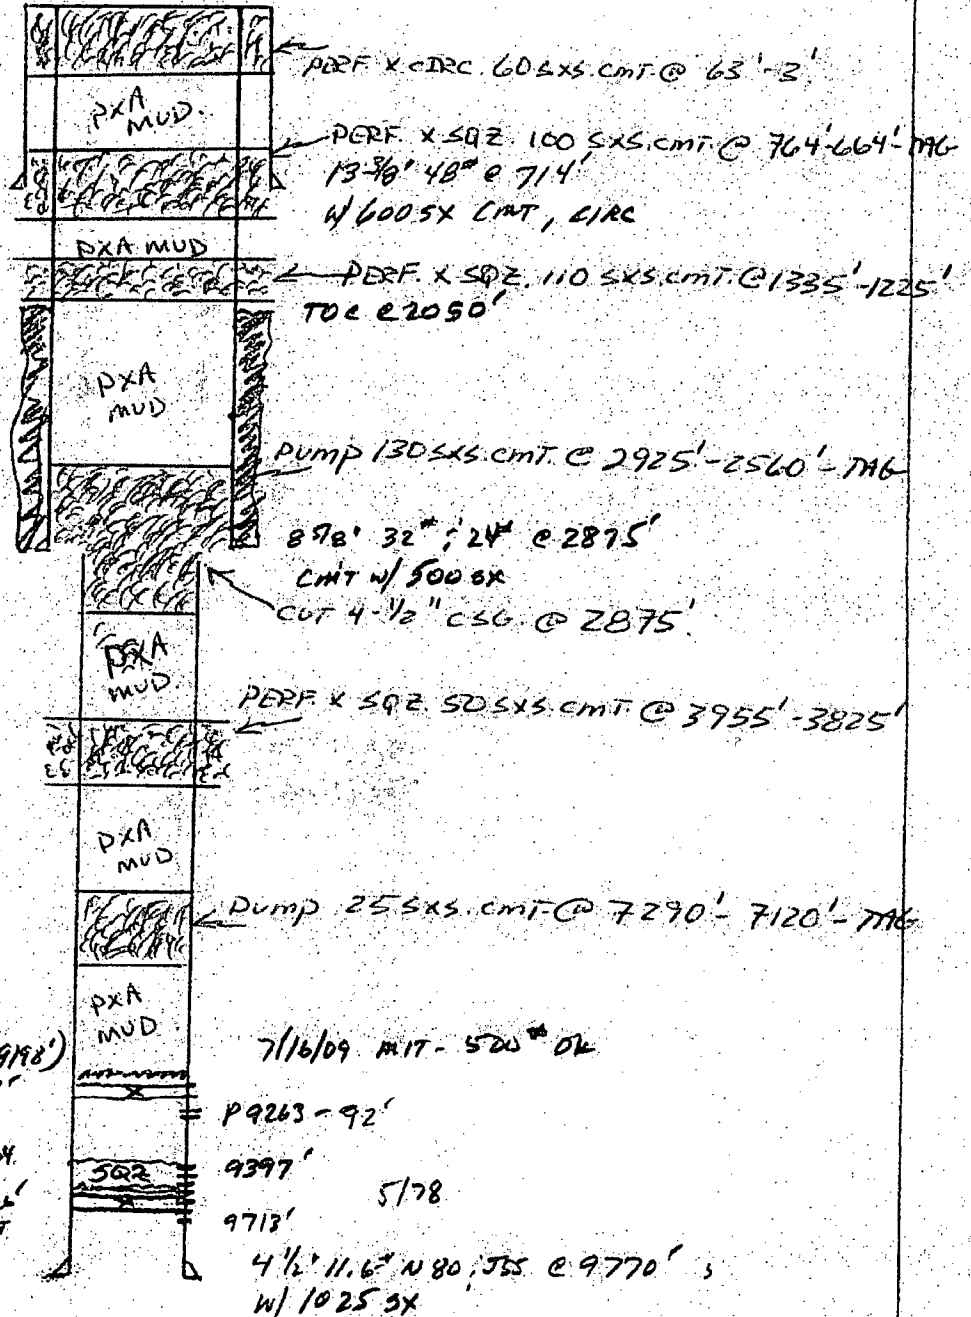 PERF. X CIRC. 60 SXS. CMT. @ 63'-3'.
PXA
MUD.
PERF. X SQZ. 100 SXS. CMT. @ 764'-664'-TAG
13-3/8' 48# @ 714'
W/ 600 SX CMT, CIRC
PXA MUD
PERF. X SQZ. 110 SXS. CMT. @ 1335'-1225'
TOC @ 2050'
PXA
MUD
PUMP 130 SXS. CMT. @ 2925'-2560'-TAG
8 5/8' 32#; 24# @ 2875'
CMT W/ 500 SX
CUT 4-1/2" CSG. @ 2875'.
PXA
MUD.
PERF. X SQZ. 50 SXS. CMT. @ 3955'-3825'
PXA
MUD
PUMP 25 SXS. CMT. @ 7290'-7120'-TAG
PXA
MUD
9198')
7/16/09 MIT - 500# OK
P 9263-92'
SQZ
9397'
5/78
9713'
4 1/2' 11.6# N80, J55 @ 9770'
W/ 1025 SX